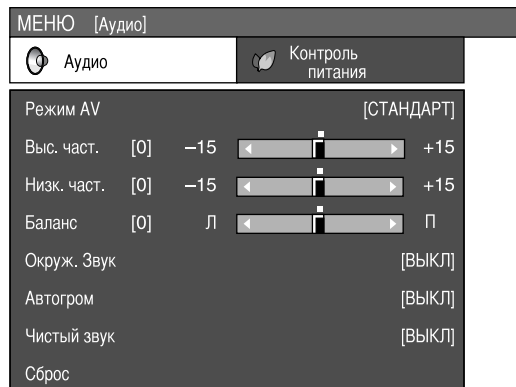 МЕНЮ [Аудио]
Аудио
Контроль
питания
Режим AV [СТАНДАРТ]
Выс. част. [0] –15 +15
Низк. част. [0] –15 +15
Баланс [0] Л П
Окруж. Звук [ВЫКЛ]
Автогром [ВЫКЛ]
Чистый звук [ВЫКЛ]
Сброс